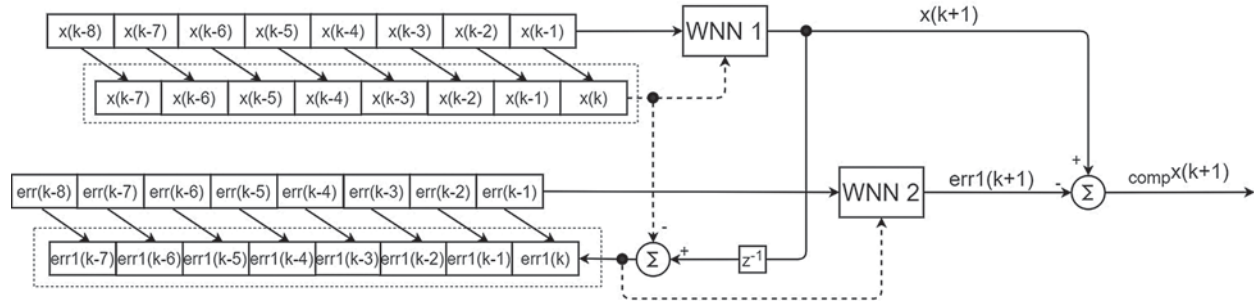 x(k+1)
x(k-8) x(k-7) x(k-6) x(k-5) x(k-4) x(k-3) x(k-2) x(k-1) WNN 1
x(k-7) x(k-6) x(k-5) x(k-4) x(k-3) x(k-2) x(k-1) x(k)
+
err(k-8) err(k-7) err(k-6) err(k-5) err(k-4) err(k-3) err(k-2) err(k-1) WNN 2 err1(k+1) - Σ compx(k+1)
-
err1(k-7) err1(k-6) err1(k-5) err1(k-4) err1(k-3) err1(k-2) err1(k-1) err1(k) Σ + z-1